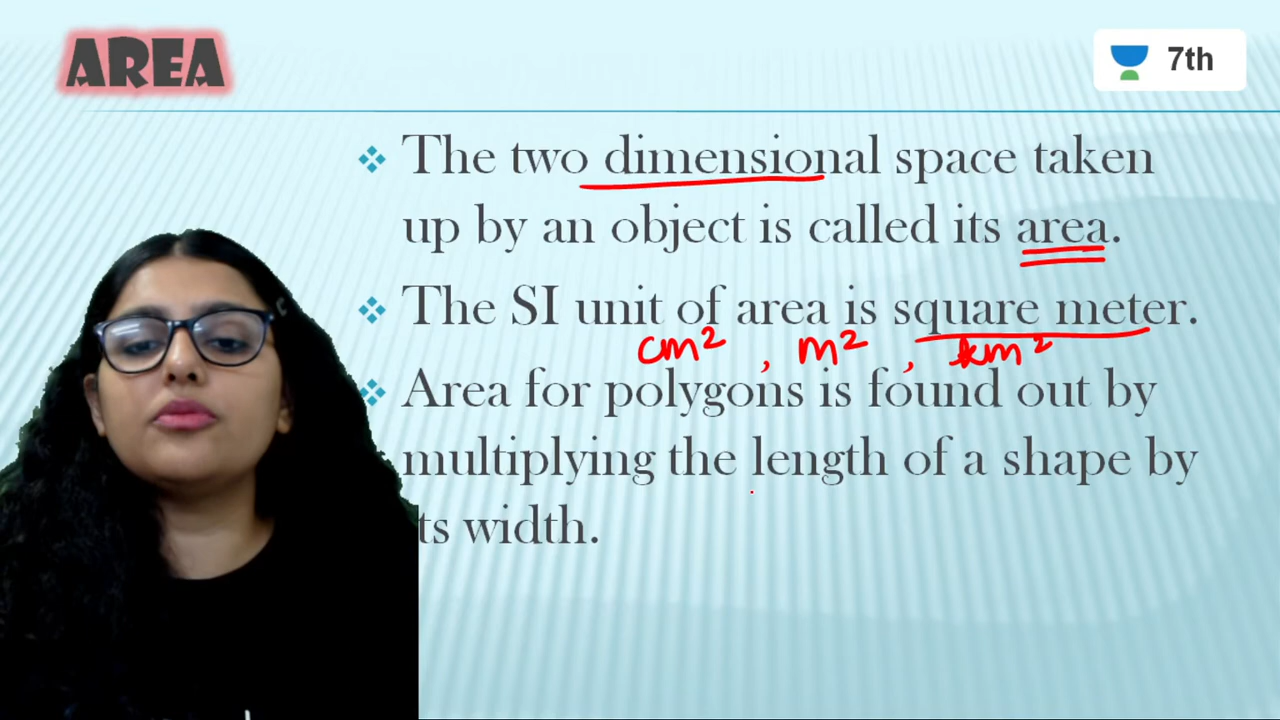 AREA
7th
The two dimensional space taken
up by an object is called its area.
The SI unit of area is square meter.
cm², m², km²
Area for polygons is found out by
multiplying the length of a shape by
ts width.